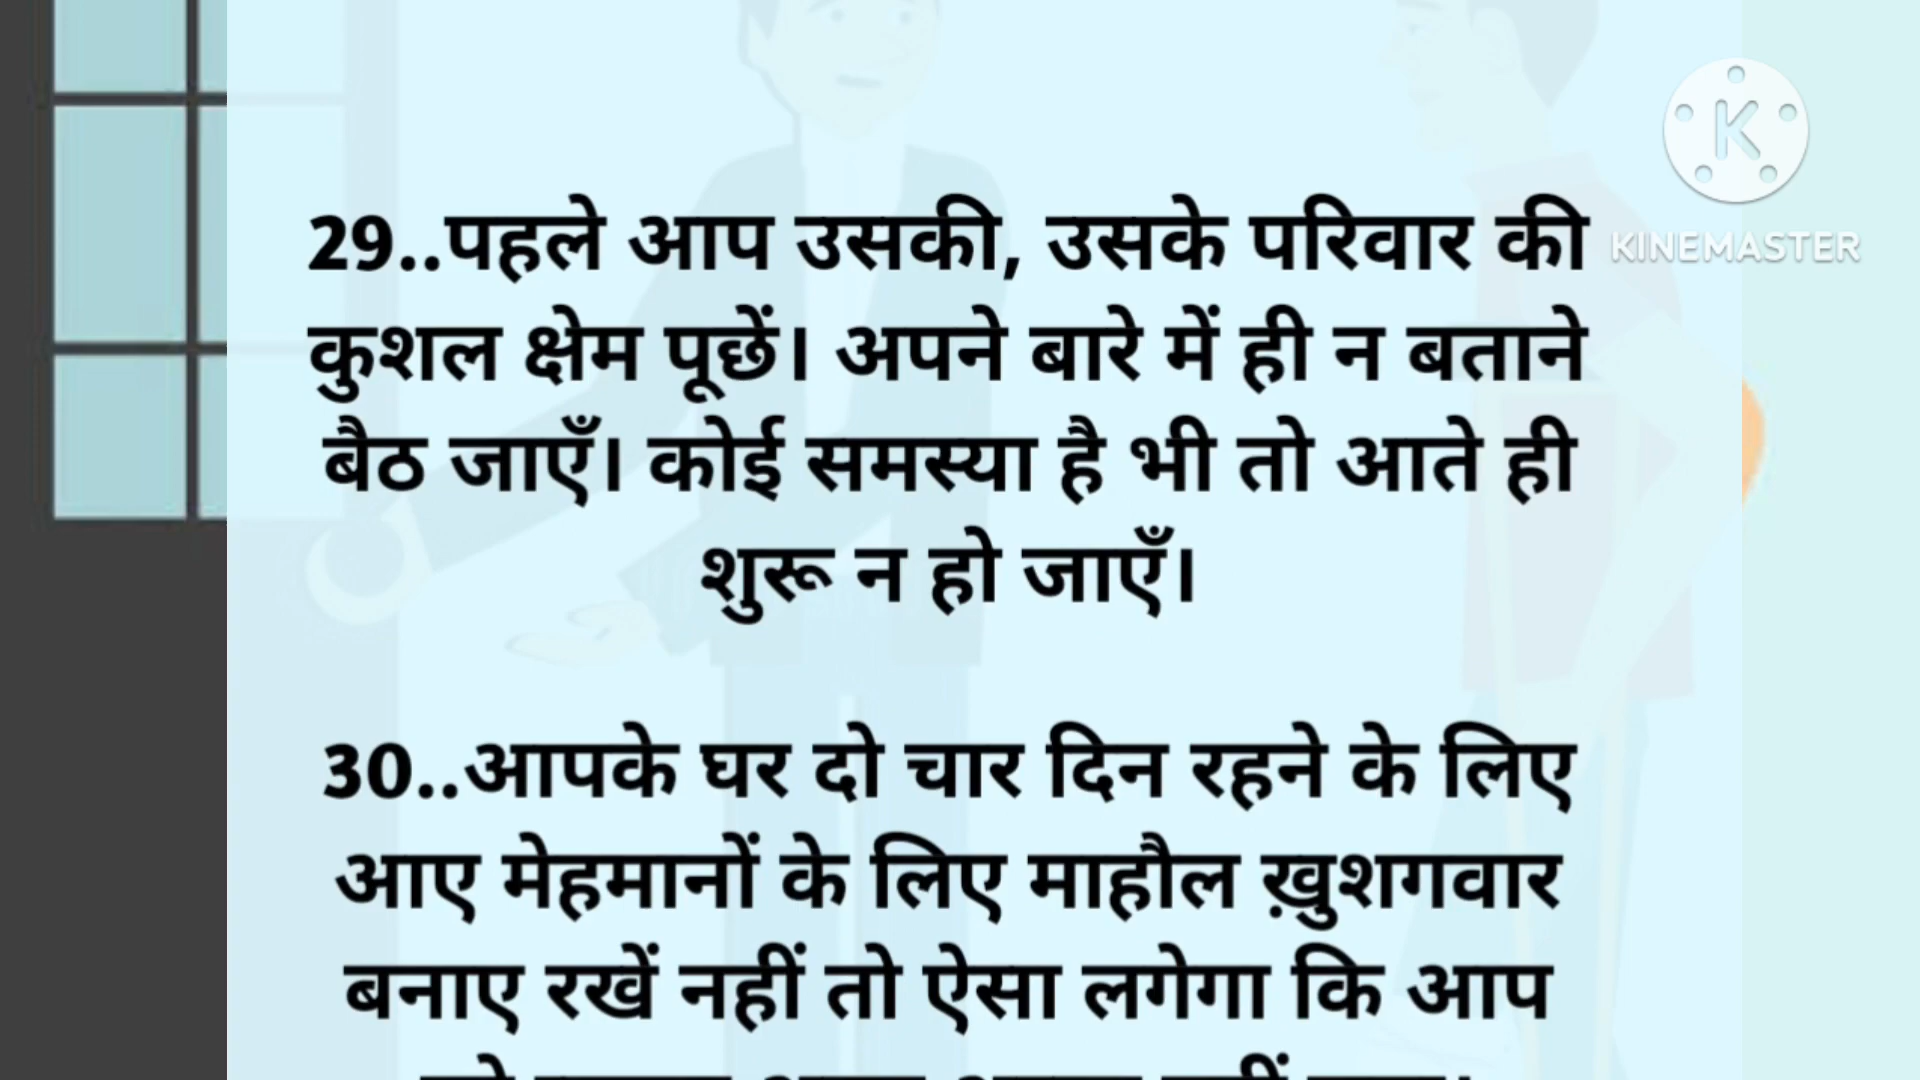 29..पहले आप उसकी, उसके परिवार की
कुशल क्षेम पूछें। अपने बारे में ही न बताने
बैठ जाएँ। कोई समस्या है भी तो आते ही
शुरू न हो जाएँ।
30..आपके घर दो चार दिन रहने के लिए
आए मेहमानों के लिए माहौल ख़ुशगवार
बनाए रखें नहीं तो ऐसा लगेगा कि आप
K
KINEMASTER